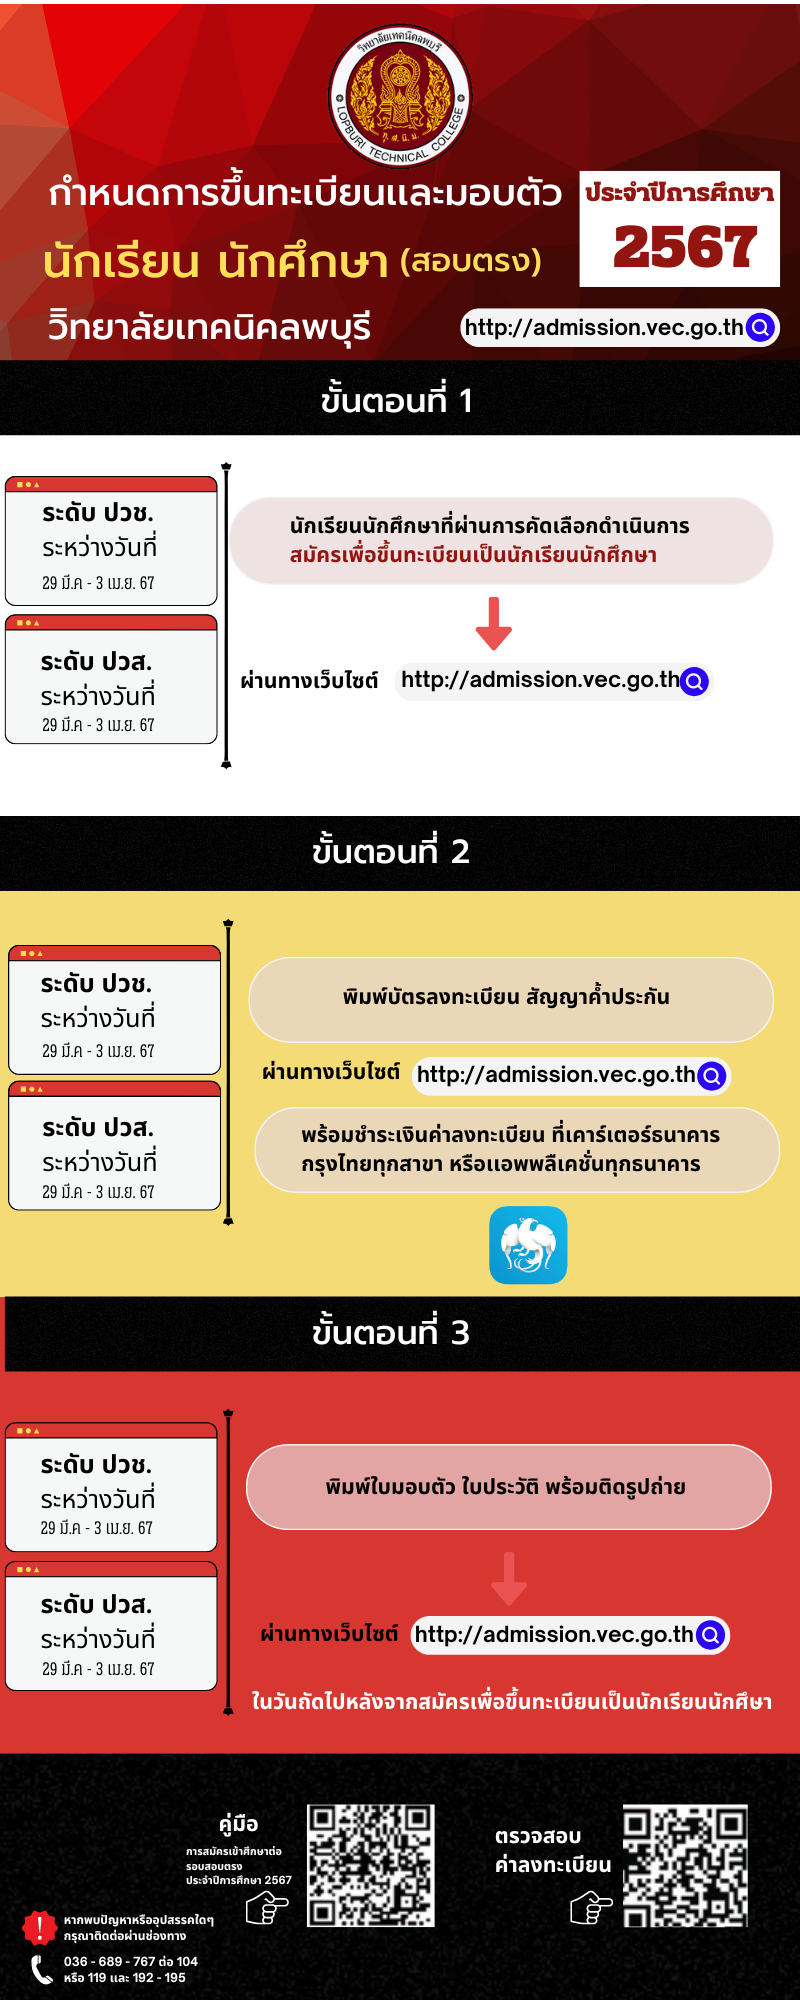 วิทยาลัยเทคนิคลพบุรี
ทุ. ส. นิ. ม.
LOPBURI TECHNICAL COLLEGE
กำหนดการขึ้นทะเบียนและมอบตัว
นักเรียน นักศึกษา (สอบตรง)
วิทยาลัยเทคนิคลพบุรี
ประจำปีการศึกษา
2567
http://admission.vec.go.th
ขั้นตอนที่ 1
ระดับ ปวช.
ระหว่างวันที่
29 มี.ค - 3 เม.ย. 67
ระดับ ปวส.
ระหว่างวันที่
29 มี.ค - 3 เม.ย. 67
นักเรียนนักศึกษาที่ผ่านการคัดเลือกดำเนินการ
สมัครเพื่อขึ้นทะเบียนเป็นนักเรียนนักศึกษา
ผ่านทางเว็บไซต์ http://admission.vec.go.th
ขั้นตอนที่ 2
ระดับ ปวช.
ระหว่างวันที่
29 มี.ค - 3 เม.ย. 67
ระดับ ปวส.
ระหว่างวันที่
29 มี.ค - 3 เม.ย. 67
พิมพ์บัตรลงทะเบียน สัญญาค้ำประกัน
ผ่านทางเว็บไซต์ http://admission.vec.go.th
พร้อมชำระเงินค่าลงทะเบียน ที่เคาร์เตอร์ธนาคาร
กรุงไทยทุกสาขา หรือแอพพลืเคชั่นทุกธนาคาร
ขั้นตอนที่ 3
ระดับ ปวช.
ระหว่างวันที่
29 มี.ค - 3 เม.ย. 67
ระดับ ปวส.
ระหว่างวันที่
29 มี.ค - 3 เม.ย. 67
พิมพ์ใบมอบตัว ใบประวัติ พร้อมติดรูปถ่าย
ผ่านทางเว็บไซต์ http://admission.vec.go.th
ในวันถัดไปหลังจากสมัครเพื่อขึ้นทะเบียนเป็นนักเรียนนักศึษา
คู่มือ
การสมัครเข้าศึกษาต่อ
รอบสอบตรง
ประจำปีการศึกษา 2567
ตรวจสอบ
ค่าลงทะเบียน
หากพบปัญหาหรืออุปสรรคใดๆ
กรุณาติดต่อผ่านช่องทาง
036 - 689 - 767 ต่อ 104
หรือ 119 และ 192 - 195